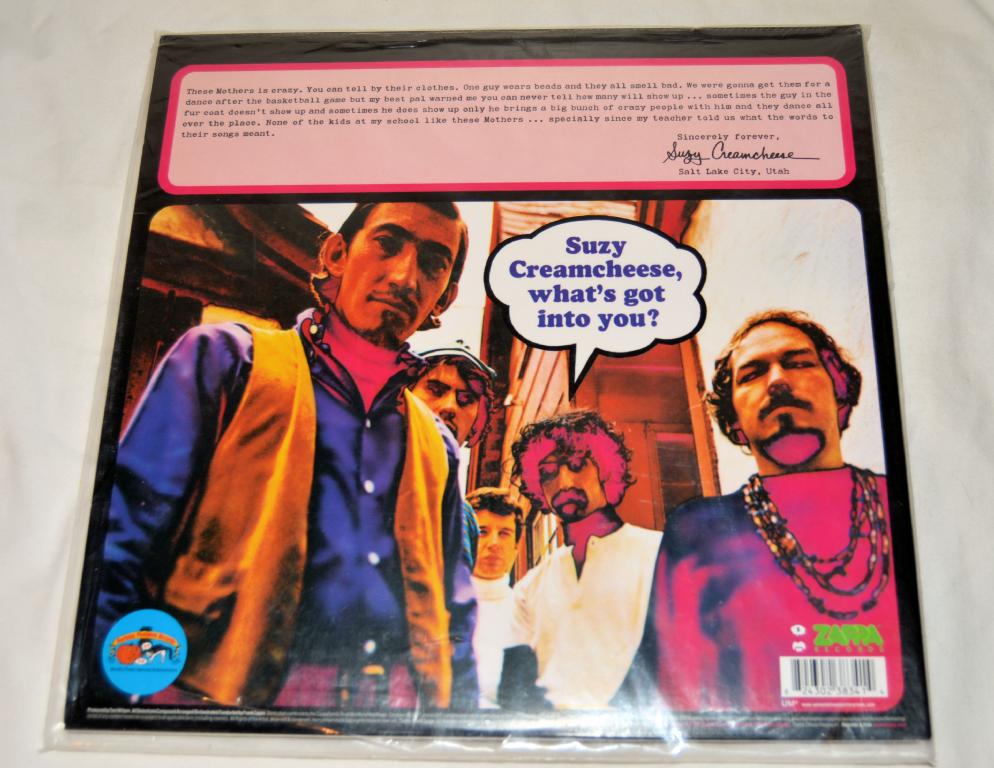 These Mothers is crazy. You can tell by their clothes. One guy wears beads and they all smell bad. We were gonna get them for a
dance after the basketball game but my best pal warned me you can never tell how many will show up ... sometimes the guy in the
fur coat doesn't show up and sometimes he does show up only he brings a big bunch of crazy people with him and they dance all
over the place. None of the kids at my school like these Mothers ... specially since my teacher told us what the words to
their songs meant.
Sincerely forever,
Suzy Creamcheese
Salt Lake City, Utah
Suzy
Creamcheese,
what's got
into you?
ZAPPA
RECORDS
8 24302 38341 4
UMe